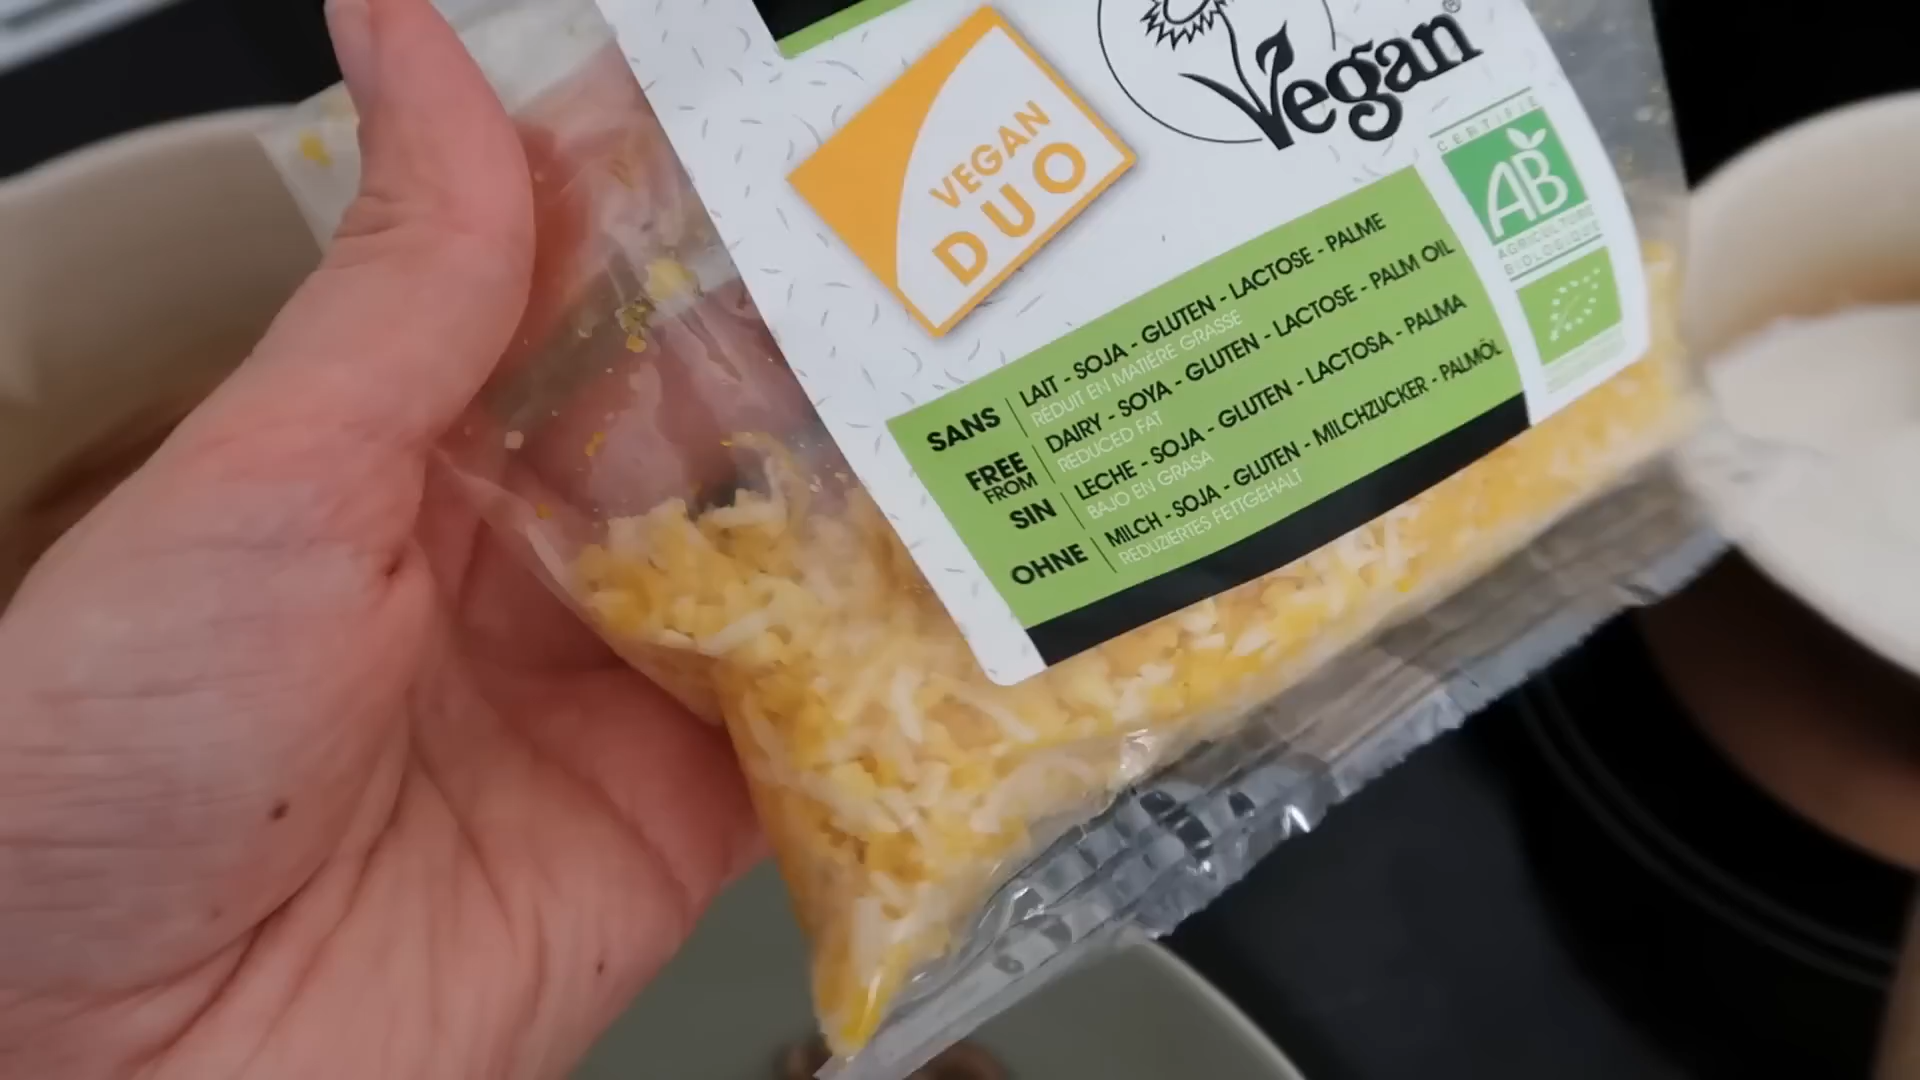 Vegan®
VEGAN
DUO
CERTIFIÉ
AB
AGRICULTURE
BIOLOGIQUE
SANS
LAIT - SOJA - GLUTEN - LACTOSE - PALME
RÉDUIT EN MATIÈRE GRASSE
FREE
FROM
DAIRY - SOYA - GLUTEN - LACTOSE - PALM OIL
REDUCED FAT
SIN
LECHE - SOJA - GLUTEN - LACTOSA - PALMA
BAJO EN GRASA
OHNE
MILCH - SOJA - GLUTEN - MILCHZUCKER - PALMÖL
REDUZIERTES FETTGEHALT